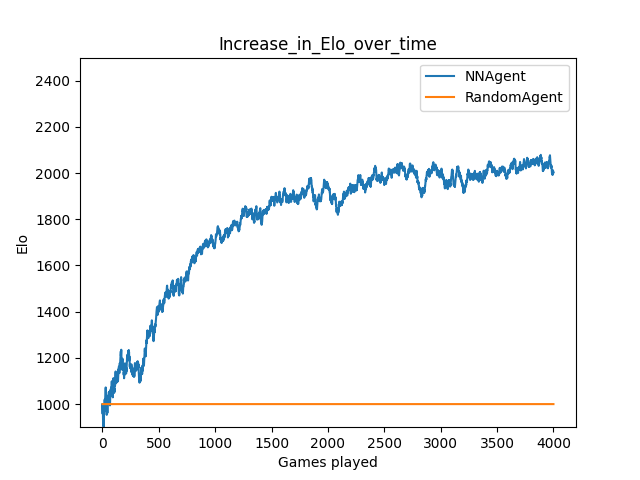 Increase_in_Elo_over_time
NNAgent
RandomAgent
2400
2200
2000
1800
1600
1400
1200
1000
Elo
0 500 1000 1500 2000 2500 3000 3500 4000
Games played